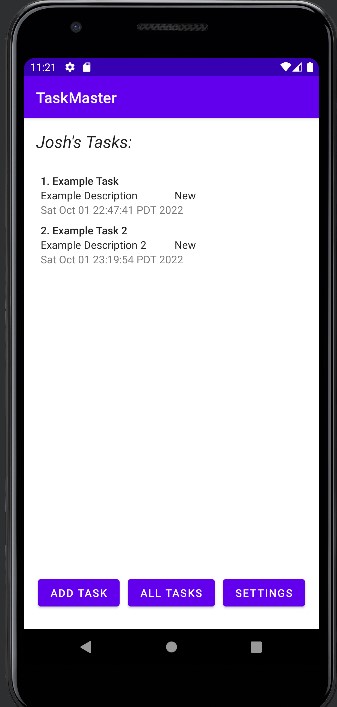 11:21
TaskMaster
Josh's Tasks:
1. Example Task
Example Description New
Sat Oct 01 22:47:41 PDT 2022
2. Example Task 2
Example Description 2 New
Sat Oct 01 23:19:54 PDT 2022
ADD TASK ALL TASKS SETTINGS